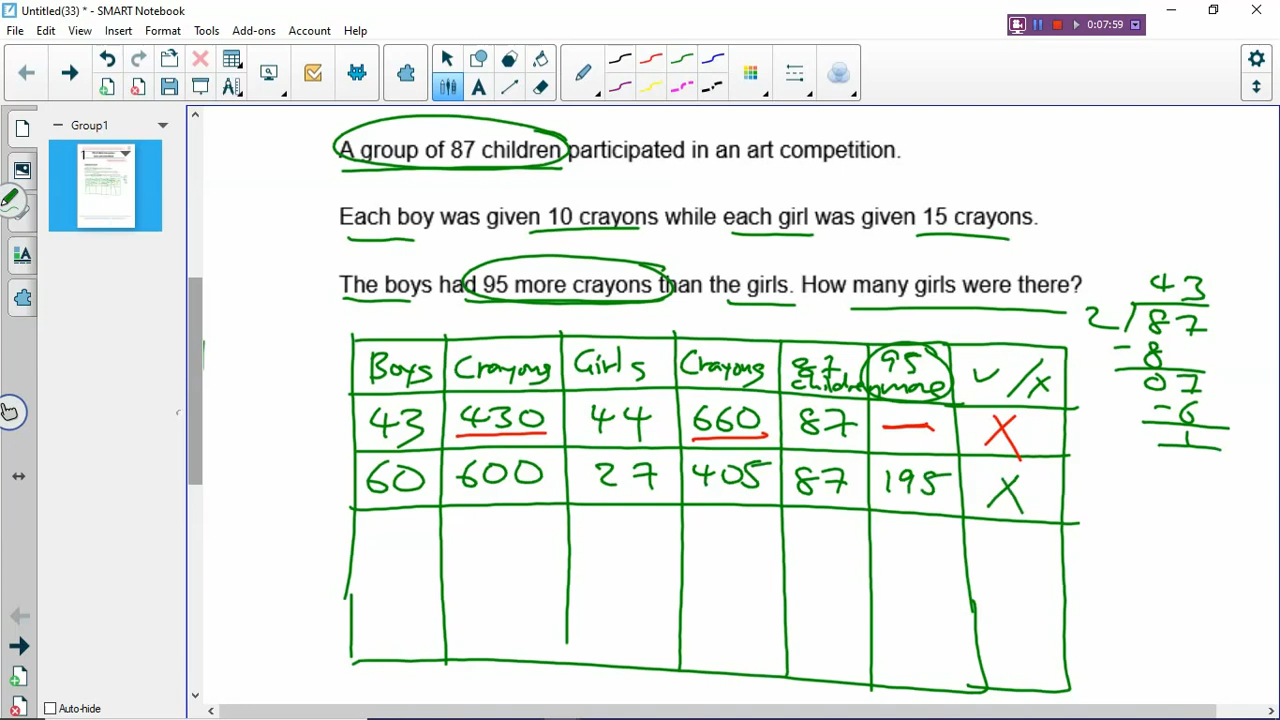 Untitled(33) * - SMART Notebook
0:07:59
File Edit View Insert Format Tools Add-ons Account Help
Group1
1
A group of 87 children participated in an art competition.
Each boy was given 10 crayons while each girl was given 15 crayons.
The boys had 95 more crayons than the girls. How many girls were there?
43
2 87
- 8
07
- 6
1
Boys Crayons Girls Crayons 87 children 95 more ✓/x
43 430 44 660 87 — X
60 600 27 405 87 195 X
Auto-hide